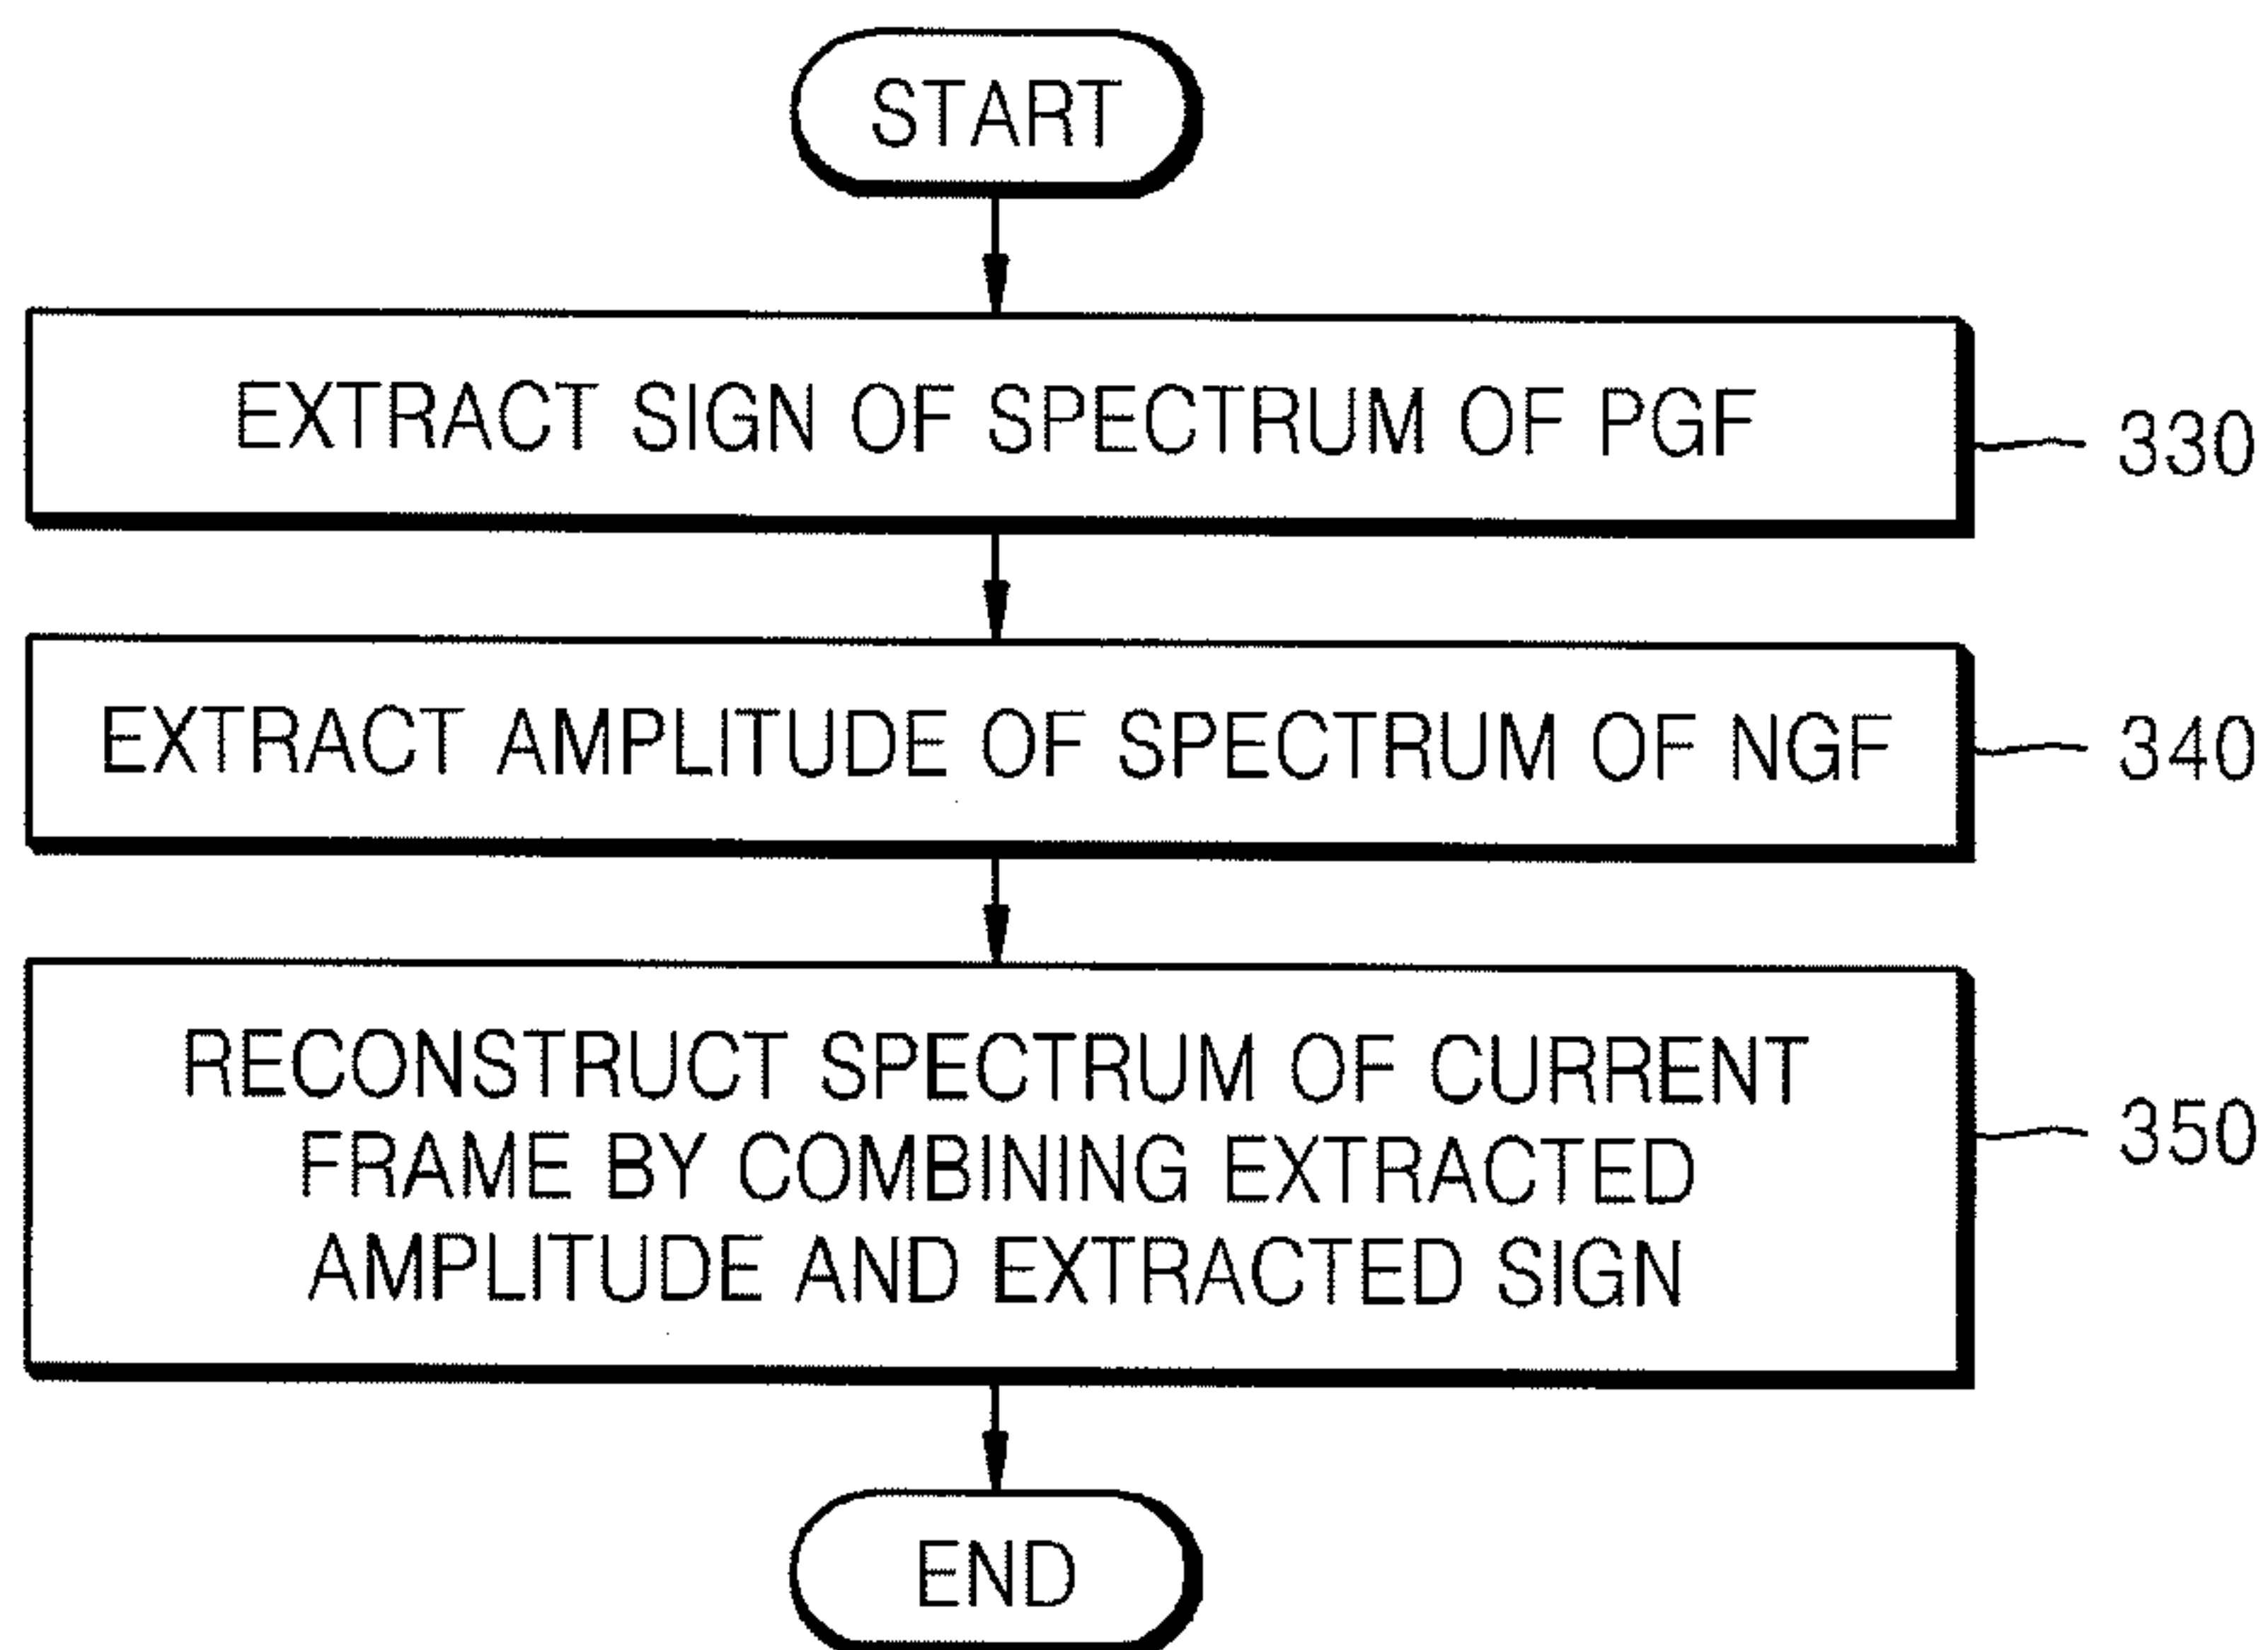 START
EXTRACT SIGN OF SPECTRUM OF PGF
330
EXTRACT AMPLITUDE OF SPECTRUM OF NGF
340
RECONSTRUCT SPECTRUM OF CURRENT
FRAME BY COMBINING EXTRACTED
AMPLITUDE AND EXTRACTED SIGN
350
END